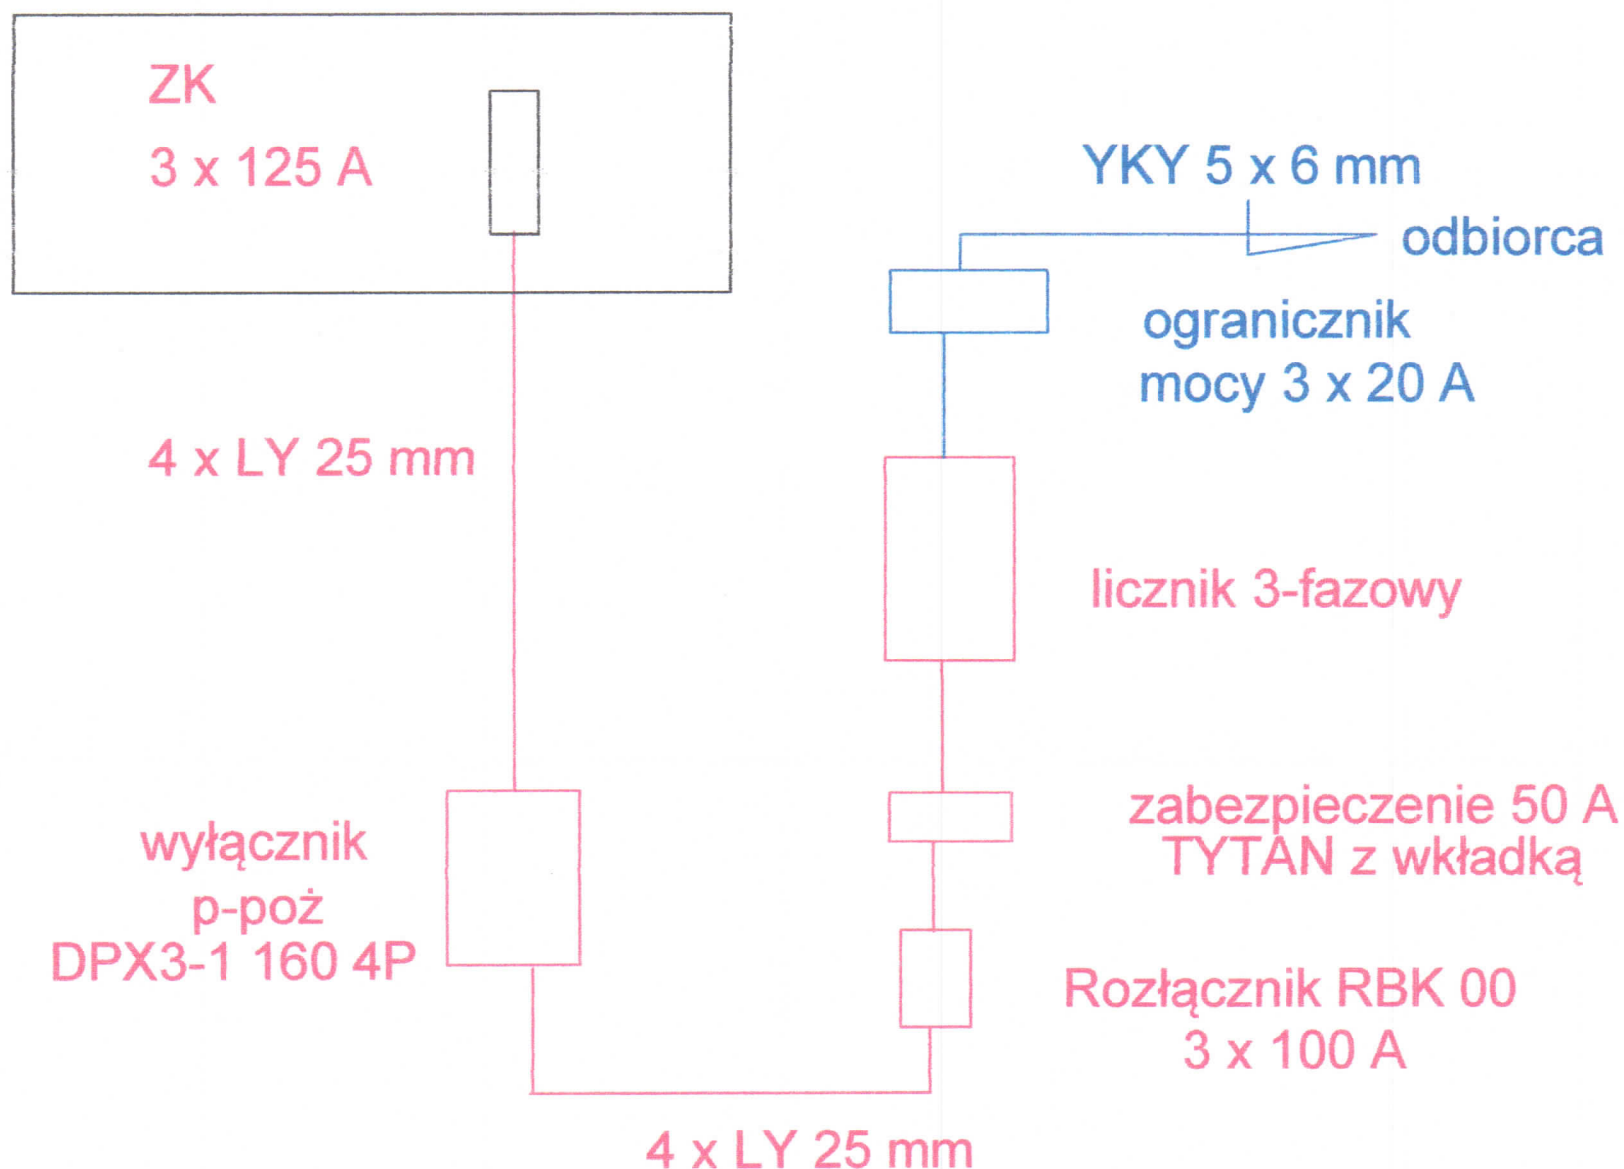 ZK
3 x 125 A
YKY 5 x 6 mm
odbiorca
ogranicznik
mocy 3 x 20 A
4 x LY 25 mm
licznik 3-fazowy
zabezpieczenie 50 A
TYTAN z wkładką
wyłącznik
p-poż
DPX3-1 160 4P
Rozłącznik RBK 00
3 x 100 A
4 x LY 25 mm